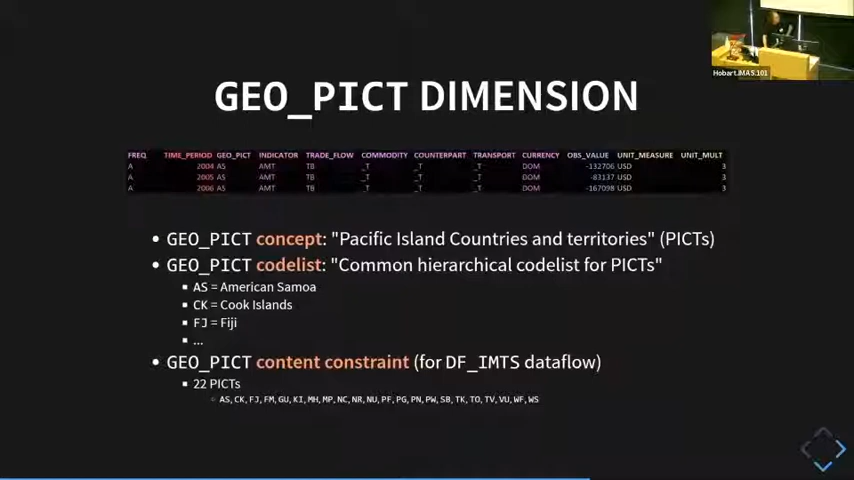 Hobart.IMAS.101
GEO_PICT DIMENSION
FREQ TIME_PERIOD GEO_PICT INDICATOR TRADE_FLOW COMMODITY COUNTERPART TRANSPORT CURRENCY OBS_VALUE UNIT_MEASURE UNIT_MULT
A 2004 AS AMT TB _T _T _T DOM -132706 USD 3
A 2005 AS AMT TB _T _T _T DOM -83137 USD 3
A 2006 AS AMT TB _T _T _T DOM -167098 USD 3
• GEO_PICT concept: "Pacific Island Countries and territories" (PICTs)
• GEO_PICT codelist: "Common hierarchical codelist for PICTs"
▪ AS = American Samoa
▪ CK = Cook Islands
▪ FJ = Fiji
▪ ...
• GEO_PICT content constraint (for DF_IMTS dataflow)
▪ 22 PICTs
◦ AS, CK, FJ, FM, GU, KI, MH, MP, NC, NR, NU, PF, PG, PN, PW, SB, TK, TO, TV, VU, WF, WS